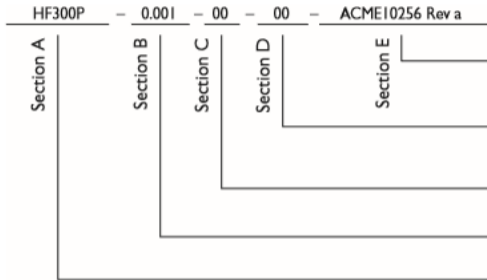 HF300P – 0.001 – 00 – 00 – ACME10256 Rev a
Section A
Section B
Section C
Section D
Section E